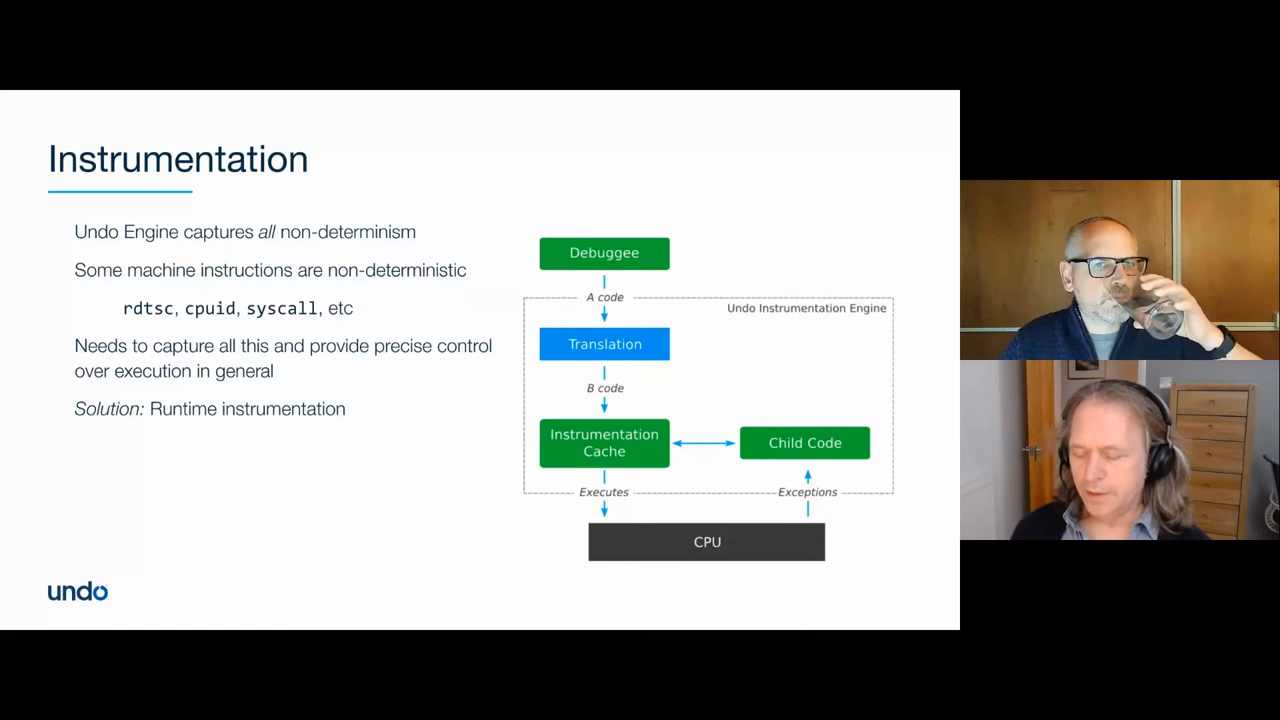 Instrumentation
Undo Engine captures all non-determinism
Some machine instructions are non-deterministic
rdtsc, cpuid, syscall, etc
Needs to capture all this and provide precise control
over execution in general
Solution: Runtime instrumentation
Debuggee
A code
Undo Instrumentation Engine
Translation
B code
Instrumentation
Cache
Child Code
Executes
Exceptions
CPU
undo